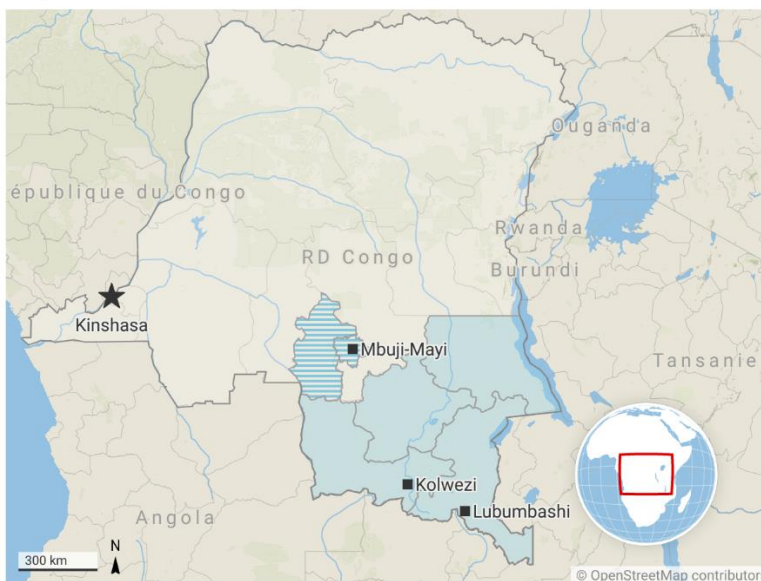 Ouganda
épublique du Congo
RD Congo
Rwanda
Burundi
Kinshasa
Mbuji-Mayi
Tansanie
Kolwezi
Lubumbashi
Angola
300 km
N
© OpenStreetMap contributor